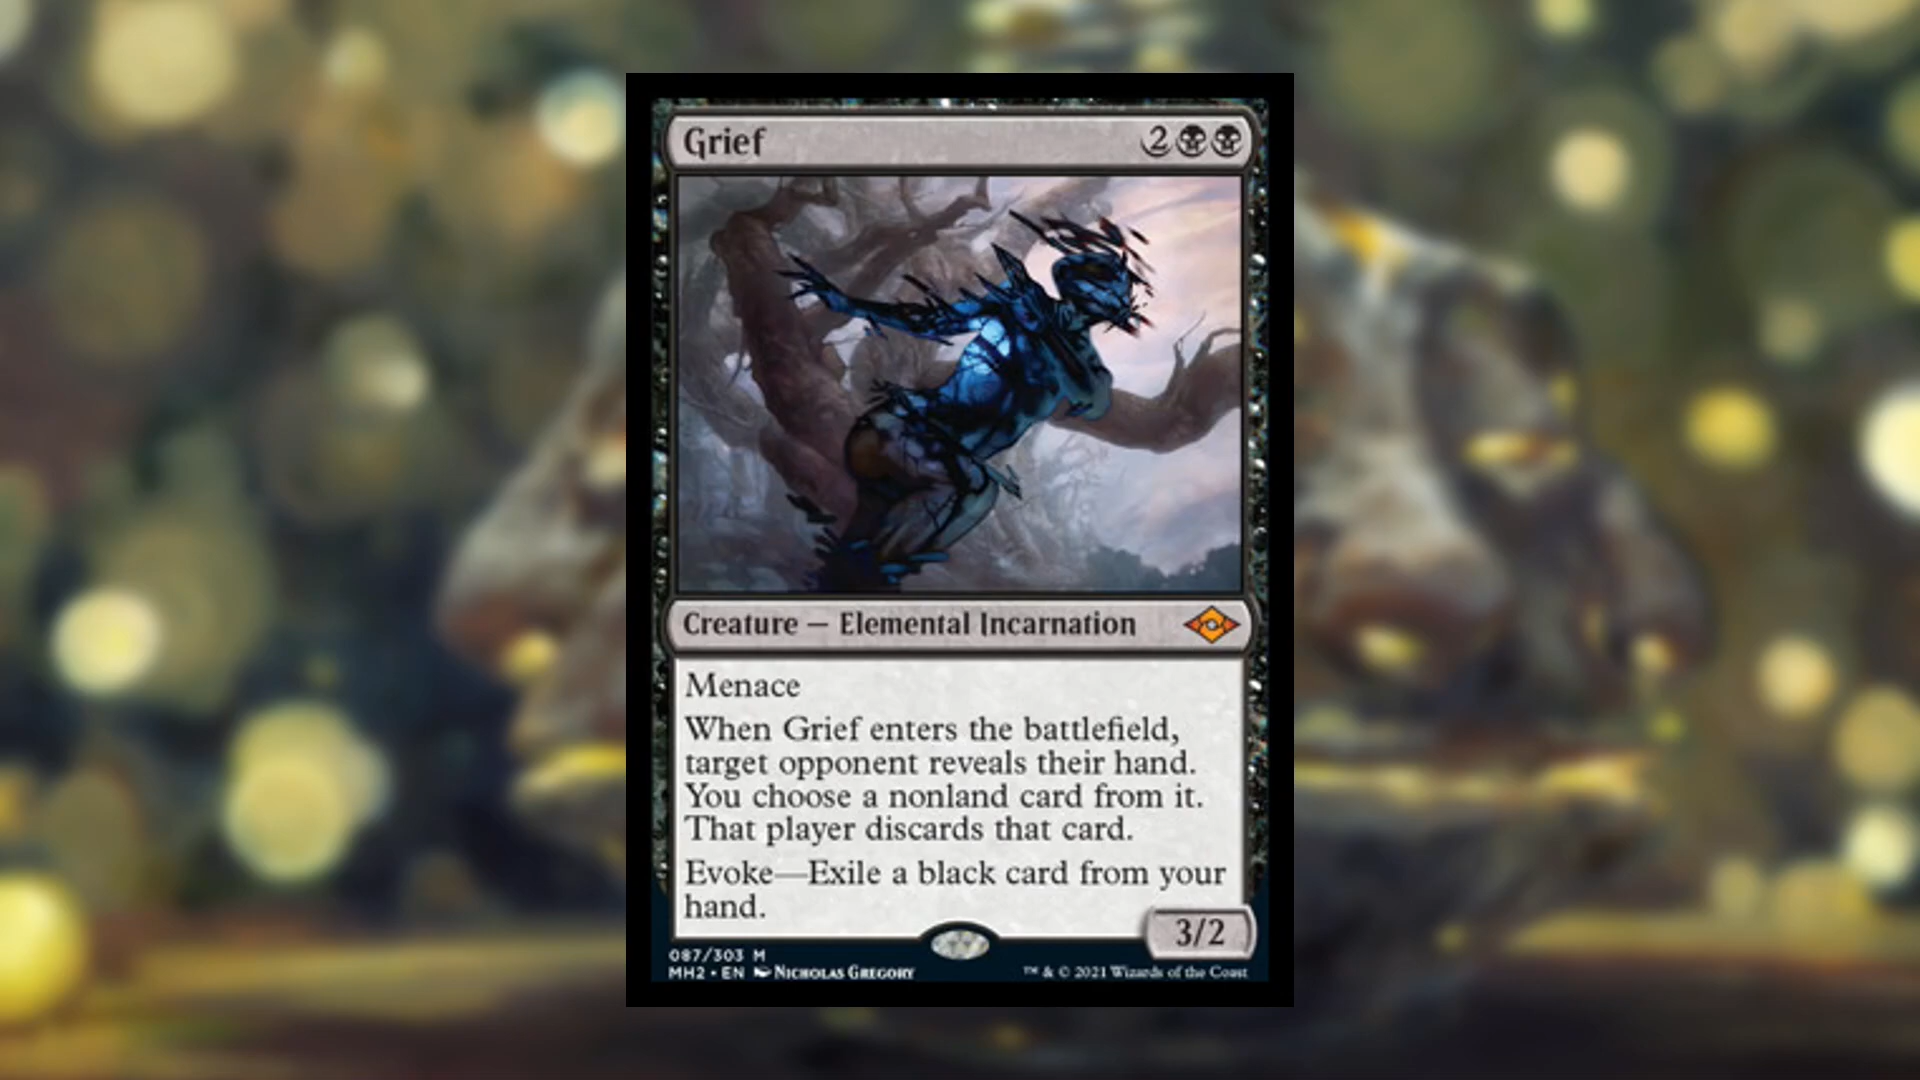 Grief 2
Creature — Elemental Incarnation
Menace
When Grief enters the battlefield,
target opponent reveals their hand.
You choose a nonland card from it.
That player discards that card.
Evoke—Exile a black card from your
hand.
3/2
087/303 M
MH2 • EN Nicholas Gregory
™ & © 2021 Wizards of the Coast